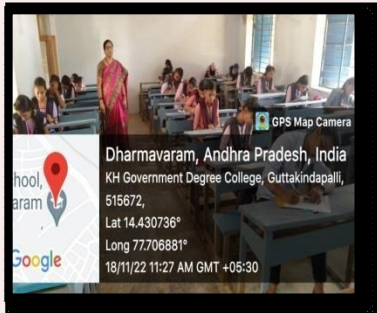 GPS Map Camera
Dharmavaram, Andhra Pradesh, India
KH Government Degree College, Guttakindapalli,
515672,
Lat 14.430736°
Long 77.706881°
18/11/22 11:27 AM GMT +05:30
hool,
aram
Google